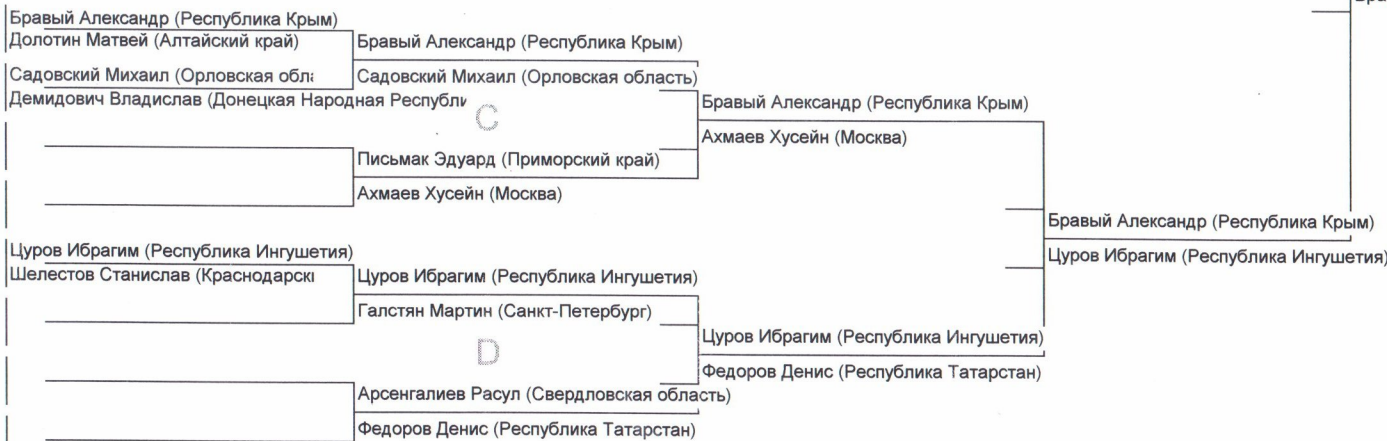 Бра
Бравый Александр (Республика Крым)
Долотин Матвей (Алтайский край)
Бравый Александр (Республика Крым)
Садовский Михаил (Орловская обла
Садовский Михаил (Орловская область)
Демидович Владислав (Донецкая Народная Республи
Бравый Александр (Республика Крым)
C
Ахмаев Хусейн (Москва)
Письмак Эдуард (Приморский край)
Ахмаев Хусейн (Москва)
Бравый Александр (Республика Крым)
Цуров Ибрагим (Республика Ингушетия)
Цуров Ибрагим (Республика Ингушетия)
Шелестов Станислав (Краснодарски
Цуров Ибрагим (Республика Ингушетия)
Галстян Мартин (Санкт-Петербург)
Цуров Ибрагим (Республика Ингушетия)
D
Федоров Денис (Республика Татарстан)
Арсенгалиев Расул (Свердловская область)
Федоров Денис (Республика Татарстан)